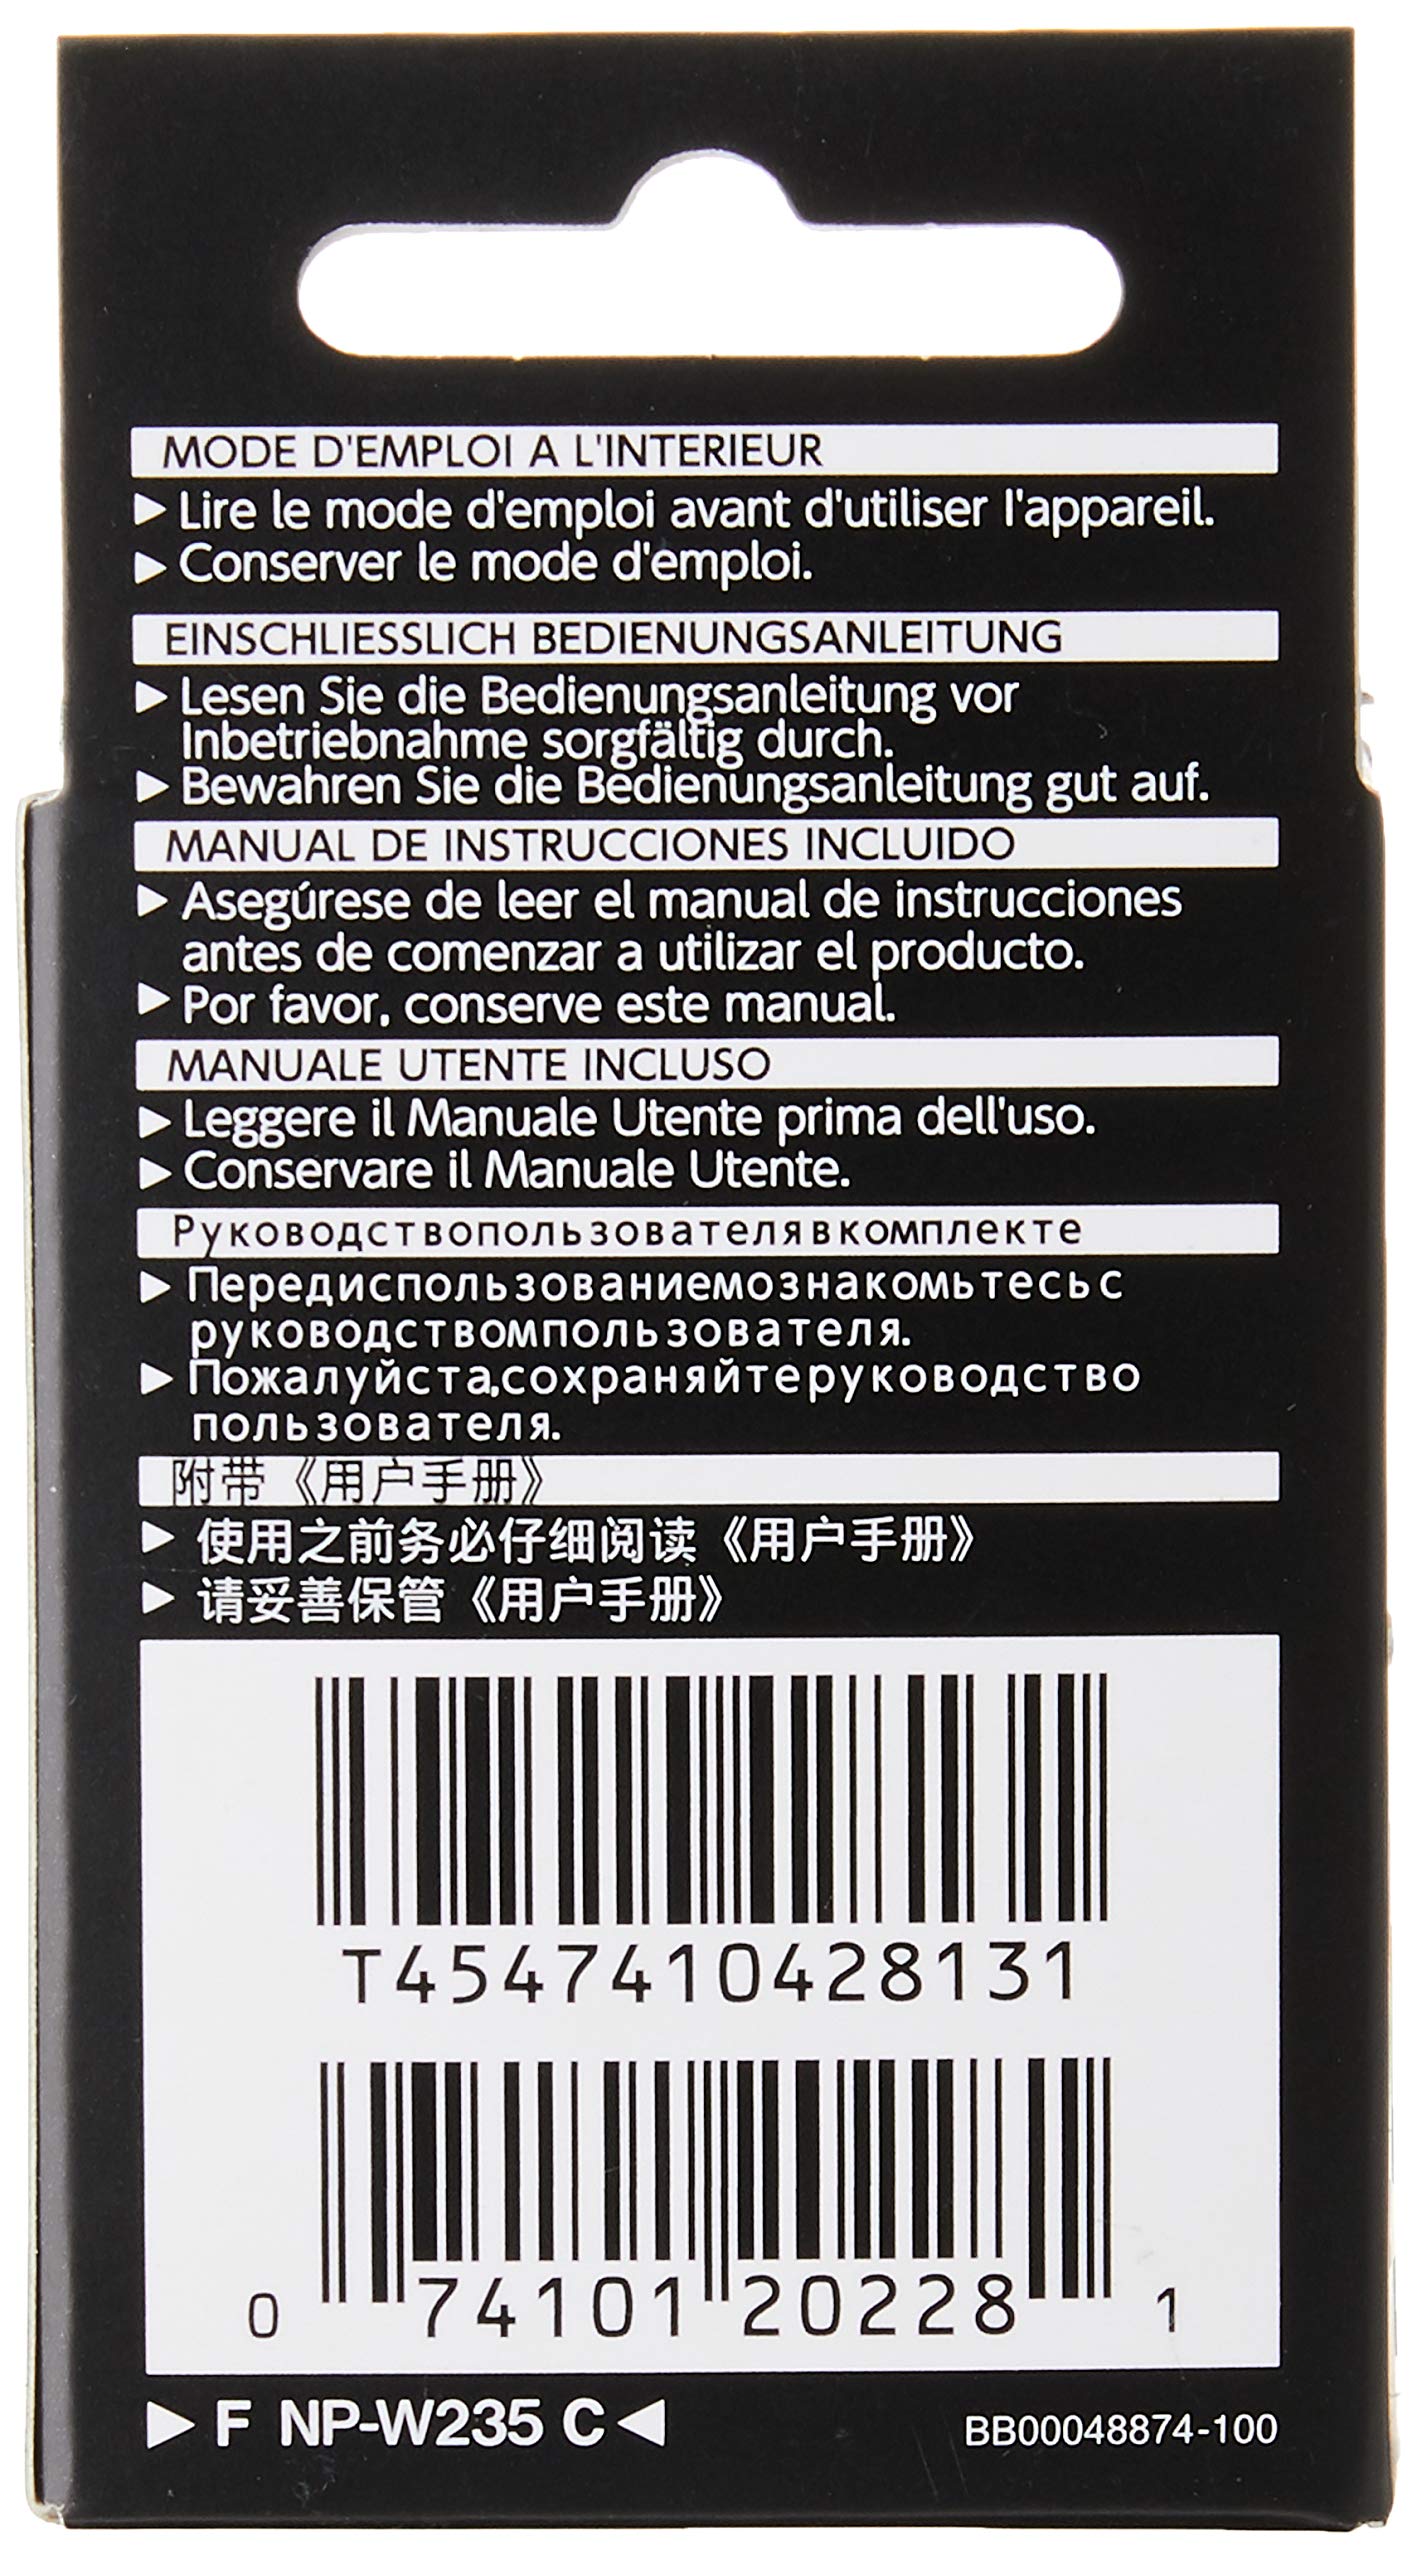 MODE D'EMPLOI A L'INTERIEUR
▶ Lire le mode d'emploi avant d'utiliser l'appareil.
▶ Conserver le mode d'emploi.
EINSCHLIESSLICH BEDIENUNGSANLEITUNG
▶ Lesen Sie die Bedienungsanleitung vor
Inbetriebnahme sorgfältig durch.
▶ Bewahren Sie die Bedienungsanleitung gut auf.
MANUAL DE INSTRUCCIONES INCLUIDO
▶ Asegúrese de leer el manual de instrucciones
antes de comenzar a utilizar el producto.
▶ Por favor, conserve este manual.
MANUALE UTENTE INCLUSO
▶ Leggere il Manuale Utente prima dell'uso.
▶ Conservare il Manuale Utente.
Руководствопользователявкомплекте
▶ Передиспользованиемознакомьтесьс
руководствомпользователя.
▶ Пожалуйста,сохраняйтеруководство
пользователя.
附带《用户手册》
▶ 使用之前务必仔细阅读《用户手册》
▶ 请妥善保管《用户手册》
T4547410428131
0 74101 20228 1
▶ F NP-W235 C ◀
BB00048874-100